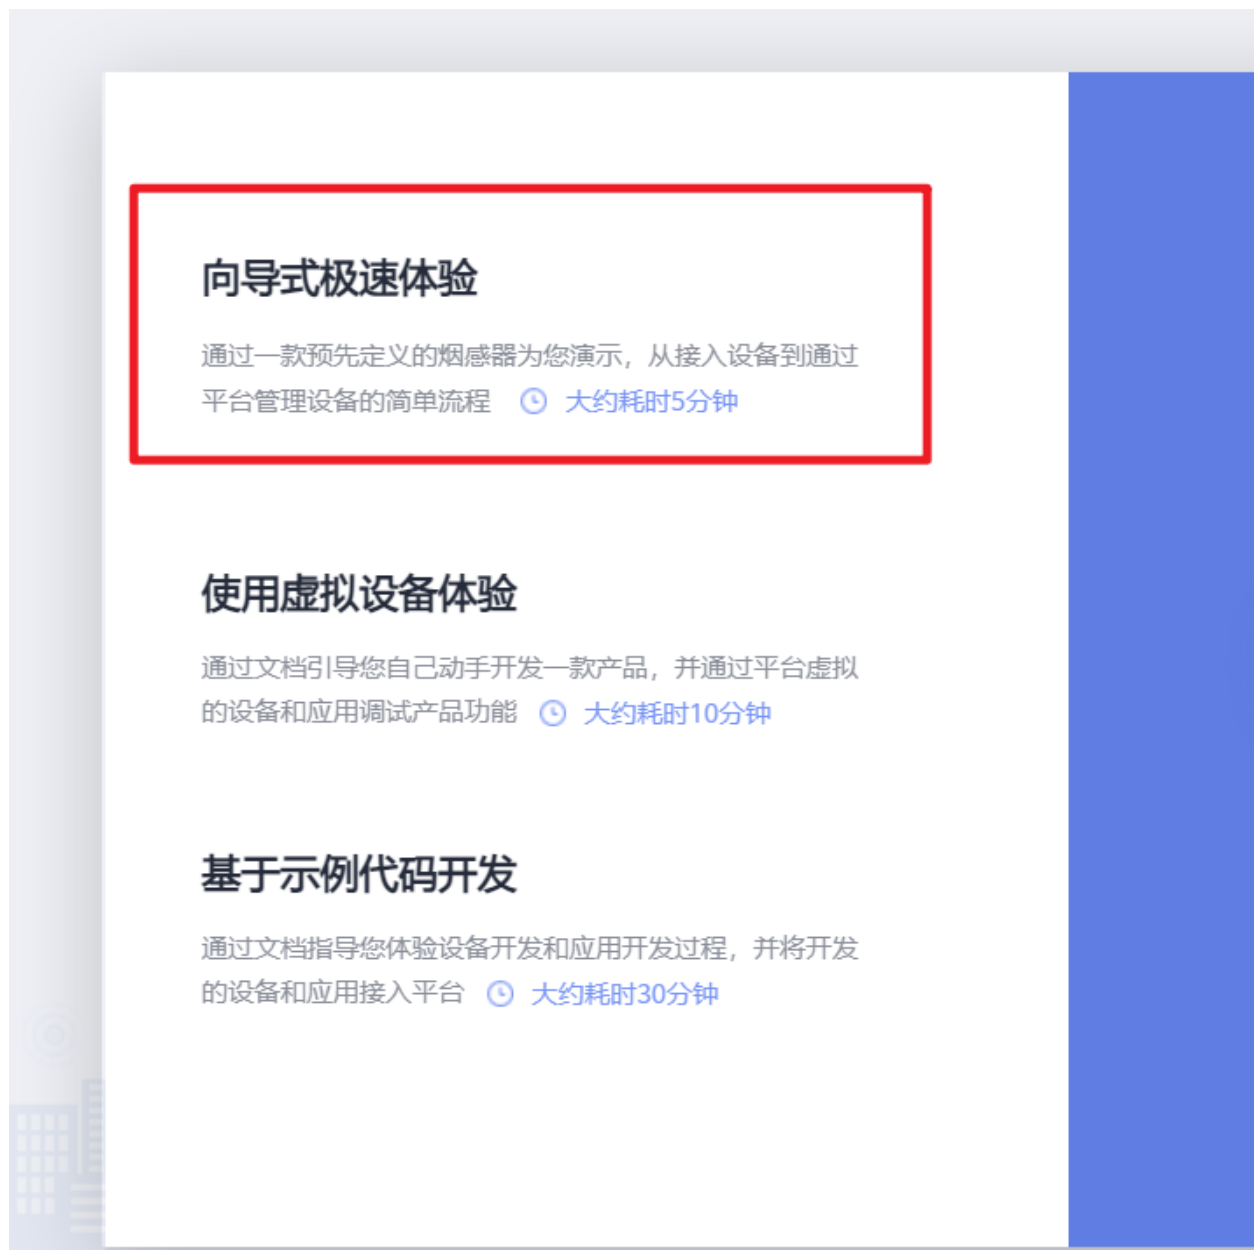 向导式极速体验
通过一款预先定义的烟感器为您演示，从接入设备到通过
平台管理设备的简单流程 大约耗时5分钟
使用虚拟设备体验
通过文档引导您自己动手开发一款产品，并通过平台虚拟
的设备和应用调试产品功能 大约耗时10分钟
基于示例代码开发
通过文档指导您体验设备开发和应用开发过程，并将开发
的设备和应用接入平台 大约耗时30分钟